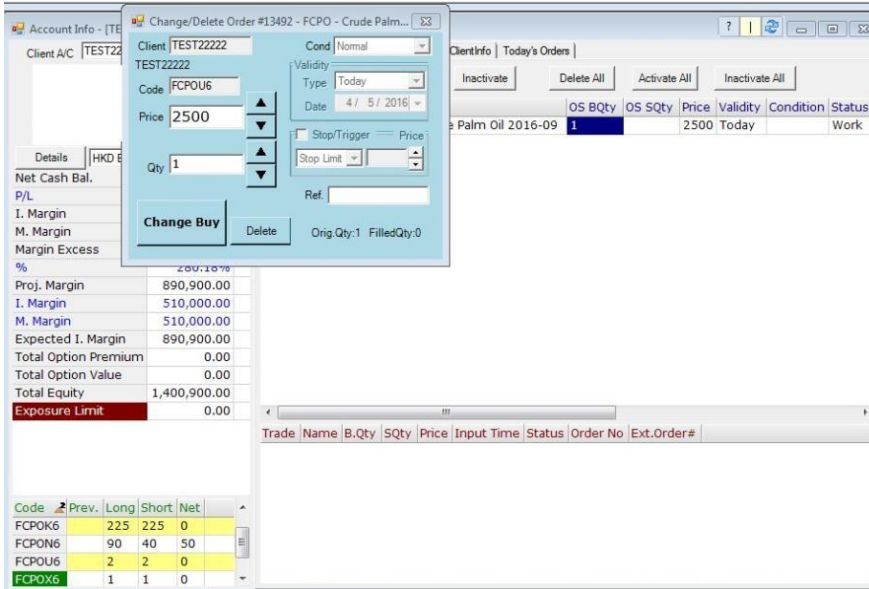 Account Info - [TE
Client A/C TEST22
Details HKD
Net Cash Bal.
P/L
I. Margin
M. Margin
Margin Excess
% 280.18%
Proj. Margin 890,900.00
I. Margin 510,000.00
M. Margin 510,000.00
Expected I. Margin 890,900.00
Total Option Premium 0.00
Total Option Value 0.00
Total Equity 1,400,900.00
Exposure Limit 0.00
Code Prev. Long Short Net
FCPOK6 225 225 0
FCPON6 90 40 50
FCPOU6 2 2 0
FCPOX6 1 1 0
Change/Delete Order #13492 - FCPO - Crude Palm...
Client TEST22222
TEST22222
Code FCPOU6
Price 2500
Qty 1
Change Buy
Delete
Cond Normal
Validity
Type Today
Date 4/ 5/ 2016
Stop/Trigger Price
Stop Limit
Ref.
Orig.Qty:1 FilledQty:0
?
ClientInfo Today's Orders
Inactivate Delete All Activate All Inactivate All
OS BQty OS SQty Price Validity Condition Status
Palm Oil 2016-09 1 2500 Today Work
Trade Name B.Qty SQty Price Input Time Status Order No Ext.Order#